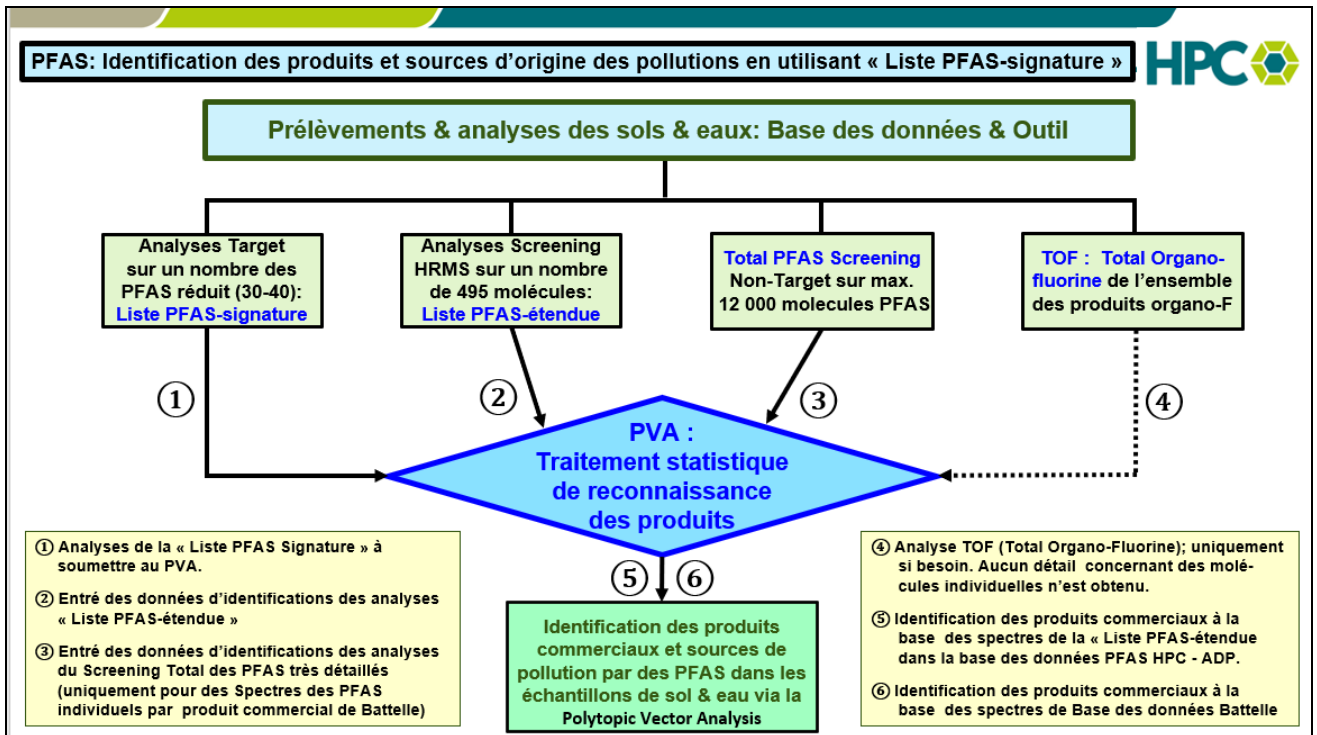 PFAS: Identification des produits et sources d'origine des pollutions en utilisant « Liste PFAS-signature »
HPC
Prélèvements & analyses des sols & eaux: Base des données & Outil
Analyses Target
sur un nombre des
PFAS réduit (30-40):
Liste PFAS-signature
Analyses Screening
HRMS sur un nombre
de 495 molécules:
Liste PFAS-étendue
Total PFAS Screening
Non-Target sur max.
12 000 molecules PFAS
TOF : Total Organo-
fluorine de l'ensemble
des produits organo-F
①
②
③
④
PVA :
Traitement statistique
de reconnaissance
des produits
⑤ ⑥
① Analyses de la « Liste PFAS Signature » à
soumettre au PVA.
② Entré des données d'identifications des analyses
« Liste PFAS-étendue »
③ Entré des données d'identifications des analyses
du Screening Total des PFAS très détaillés
(uniquement pour des Spectres des PFAS
individuels par produit commercial de Battelle)
Identification des produits
commerciaux et sources de
pollution par des PFAS dans les
échantillons de sol & eau via la
Polytopic Vector Analysis
④ Analyse TOF (Total Organo-Fluorine); uniquement
si besoin. Aucun détail concernant des molé-
cules individuelles n'est obtenu.
⑤ Identification des produits commerciaux à la
base des spectres de la « Liste PFAS-étendue
dans la base des données PFAS HPC - ADP.
⑥ Identification des produits commerciaux à la
base des spectres de Base des données Battelle